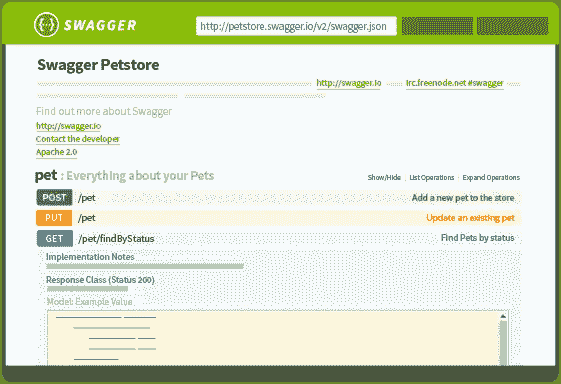 SWAGGER
http://petstore.swagger.io/v2/swagger.json
Swagger Petstore
http://swagger.io irc.freenode.net #swagger
Find out more about Swagger
http://swagger.io
Contact the developer
Apache 2.0
pet : Everything about your Pets Show/Hide List Operations Expand Operations
POST /pet Add a new pet to the store
PUT /pet Update an existing pet
GET /pet/findByStatus Find Pets by status
Implementation Notes
Response Class (Status 200)
Model: Example Value